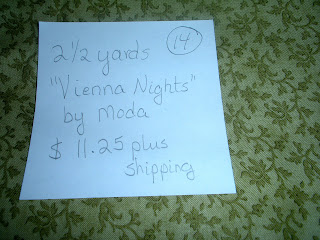 14
2 1/2 yards
"Vienna Nights"
by Moda
$ 11.25 plus
shipping